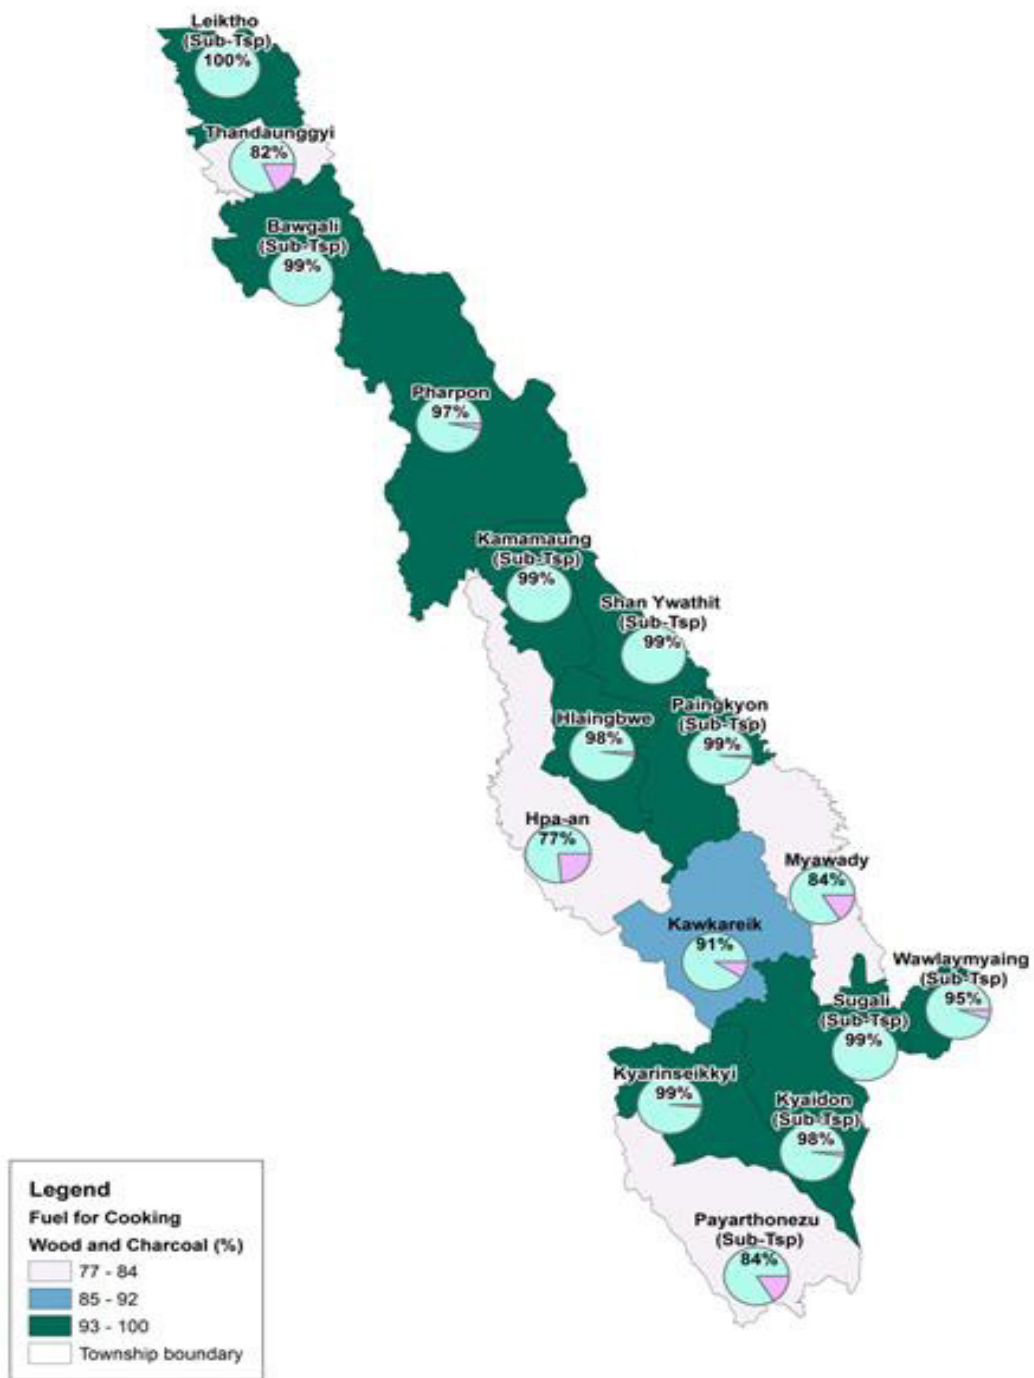 Leiktho
(Sub-Tsp)
100%
Thandaunggyi
82%
Bawgali
(Sub-Tsp)
99%
Pharpon
97%
Kamamaung
(Sub-Tsp)
99%
Shan Ywathit
(Sub-Tsp)
99%
Hlaingbwe
98%
Paingkyon
(Sub-Tsp)
99%
Hpa-an
77%
Myawady
84%
Kawkareik
91%
Wawlaymyaing
(Sub-Tsp)
95%
Sugali
(Sub-Tsp)
99%
Kyarinseikkyi
99%
Kyaidon
(Sub-Tsp)
98%
Payarthonezu
(Sub-Tsp)
84%
Legend
Fuel for Cooking
Wood and Charcoal (%)
77 - 84
85 - 92
93 - 100
Township boundary